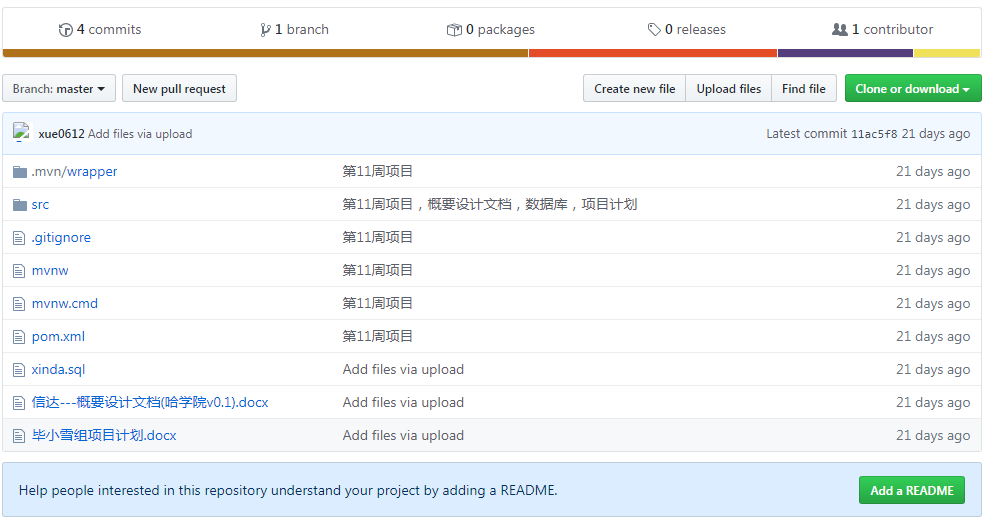 4 commits 1 branch 0 packages 0 releases 1 contributor
Branch: master New pull request Create new file Upload files Find file Clone or download
xue0612 Add files via upload Latest commit 11ac5f8 21 days ago
.mvn/wrapper 第11周项目 21 days ago
src 第11周项目，概要设计文档，数据库，项目计划 21 days ago
.gitignore 第11周项目 21 days ago
mvnw 第11周项目 21 days ago
mvnw.cmd 第11周项目 21 days ago
pom.xml 第11周项目 21 days ago
xinda.sql Add files via upload 21 days ago
信达---概要设计文档(哈学院v0.1).docx Add files via upload 21 days ago
毕小雪组项目计划.docx Add files via upload 21 days ago
Help people interested in this repository understand your project by adding a README. Add a README